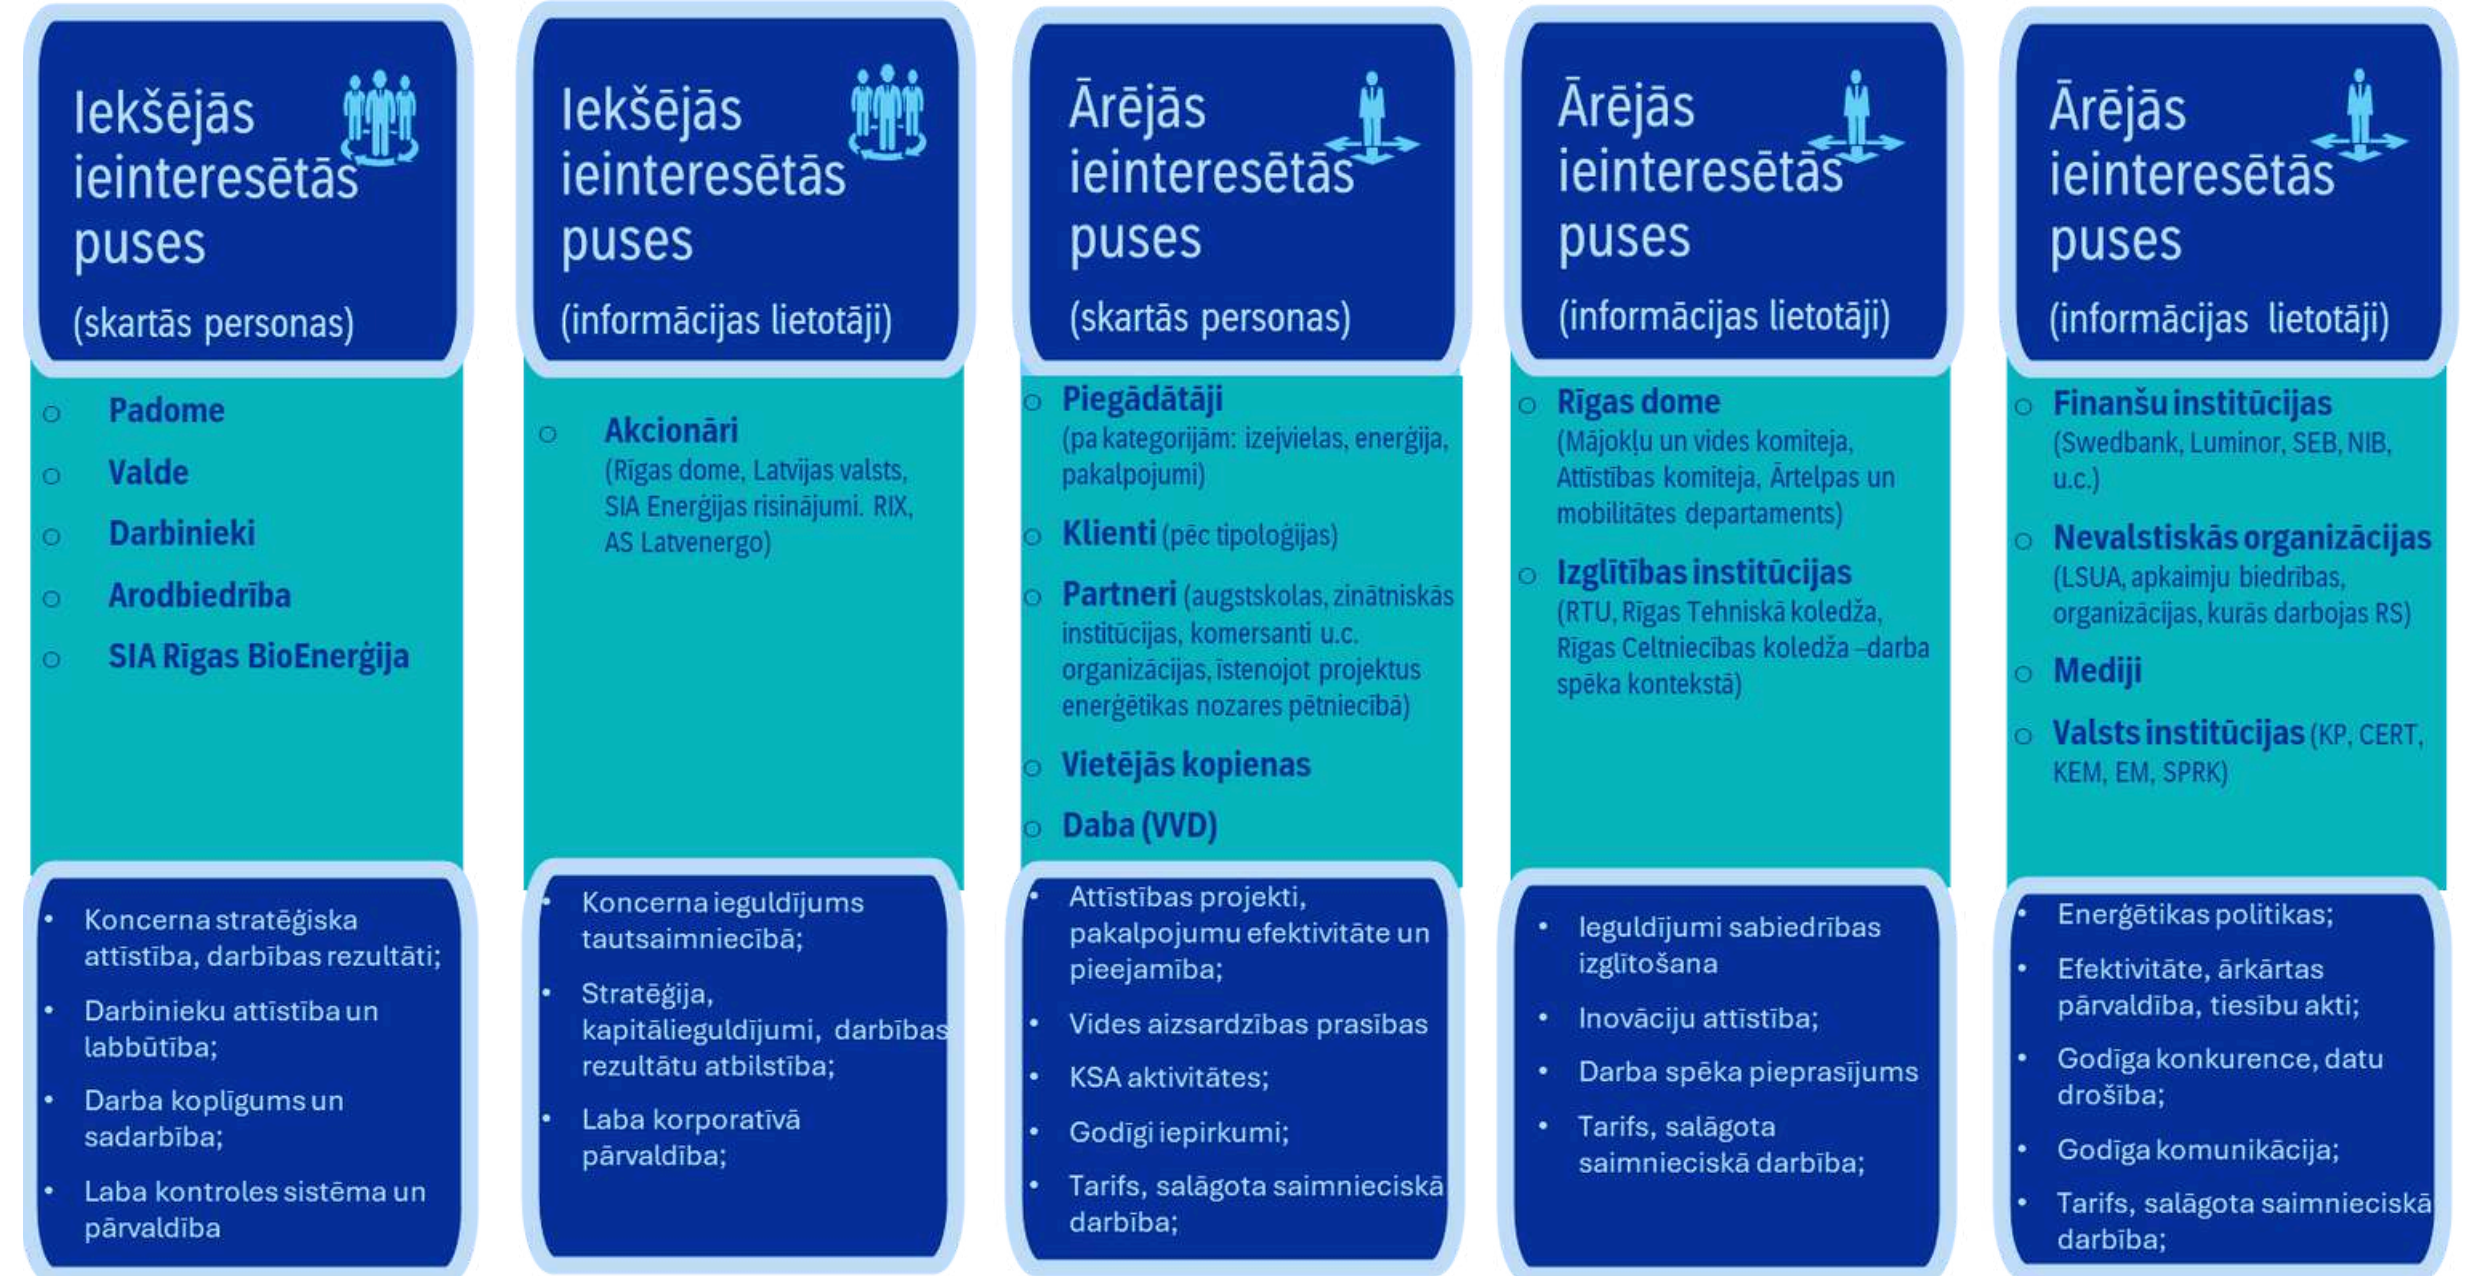 Iekšējās
ieinteresētās
puses
(skartās personas)
o Padome
o Valde
o Darbinieki
o Arodbiedrība
o SIA Rīgas BioEnerģija
• Koncerna stratēģiska
attīstība, darbības rezultāti;
• Darbinieku attīstība un
labbūtība;
• Darba koplīgums un
sadarbība;
• Laba kontroles sistēma un
pārvaldība
Iekšējās
ieinteresētās
puses
(informācijas lietotāji)
o Akcionāri
(Rīgas dome, Latvijas valsts,
SIA Enerģijas risinājumi. RIX,
AS Latvenergo)
• Koncerna ieguldījums
tautsaimniecībā;
• Stratēģija,
kapitālieguldījumi, darbības
rezultātu atbilstība;
• Laba korporatīvā
pārvaldība;
Ārējās
ieinteresētās
puses
(skartās personas)
o Piegādātāji
(pa kategorijām: izejvielas, enerģija,
pakalpojumi)
o Klienti (pēc tipoloģijas)
o Partneri (augstskolas, zinātniskās
institūcijas, komersanti u.c.
organizācijas, īstenojot projektus
enerģētikas nozares pētniecībā)
o Vietējās kopienas
o Daba (VVD)
• Attīstības projekti,
pakalpojumu efektivitāte un
pieejamība;
• Vides aizsardzības prasības
• KSA aktivitātes;
• Godīgi iepirkumi;
• Tarifs, salāgota saimnieciskā
darbība;
Ārējās
ieinteresētās
puses
(informācijas lietotāji)
o Rīgas dome
(Mājokļu un vides komiteja,
Attīstības komiteja, Ārtelpas un
mobilitātes departaments)
o Izglītības institūcijas
(RTU, Rīgas Tehniskā koledža,
Rīgas Celtniecības koledža –darba
spēka kontekstā)
• Ieguldījumi sabiedrības
izglītošana
• Inovāciju attīstība;
• Darba spēka pieprasījums
• Tarifs, salāgota
saimnieciskā darbība;
Ārējās
ieinteresētās
puses
(informācijas lietotāji)
o Finanšu institūcijas
(Swedbank, Luminor, SEB, NIB,
u.c.)
o Nevalstiskās organizācijas
(LSUA, apkaimju biedrības,
organizācijas, kurās darbojas RS)
o Mediji
o Valsts institūcijas (KP, CERT,
KEM, EM, SPRK)
• Enerģētikas politikas;
• Efektivitāte, ārkārtas
pārvaldība, tiesību akti;
• Godīga konkurence, datu
drošība;
• Godīga komunikācija;
• Tarifs, salāgota saimnieciskā
darbība;